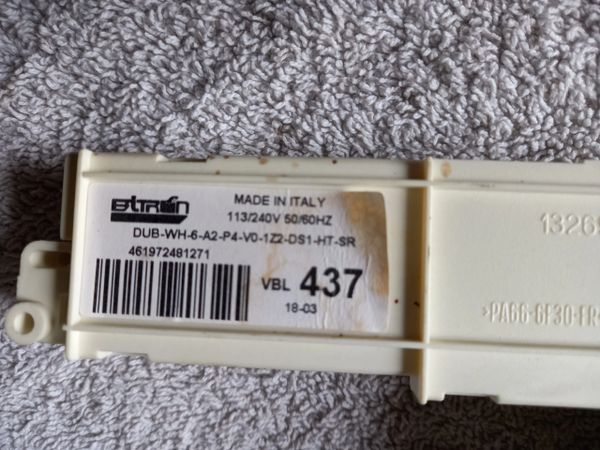 BITRON
MADE IN ITALY
113/240V 50/60HZ
DUB-WH-6-A2-P4-V0-1Z2-DS1-HT-SR
461972481271
VBL 437
18-03
1326
>PA66-GF30-FR